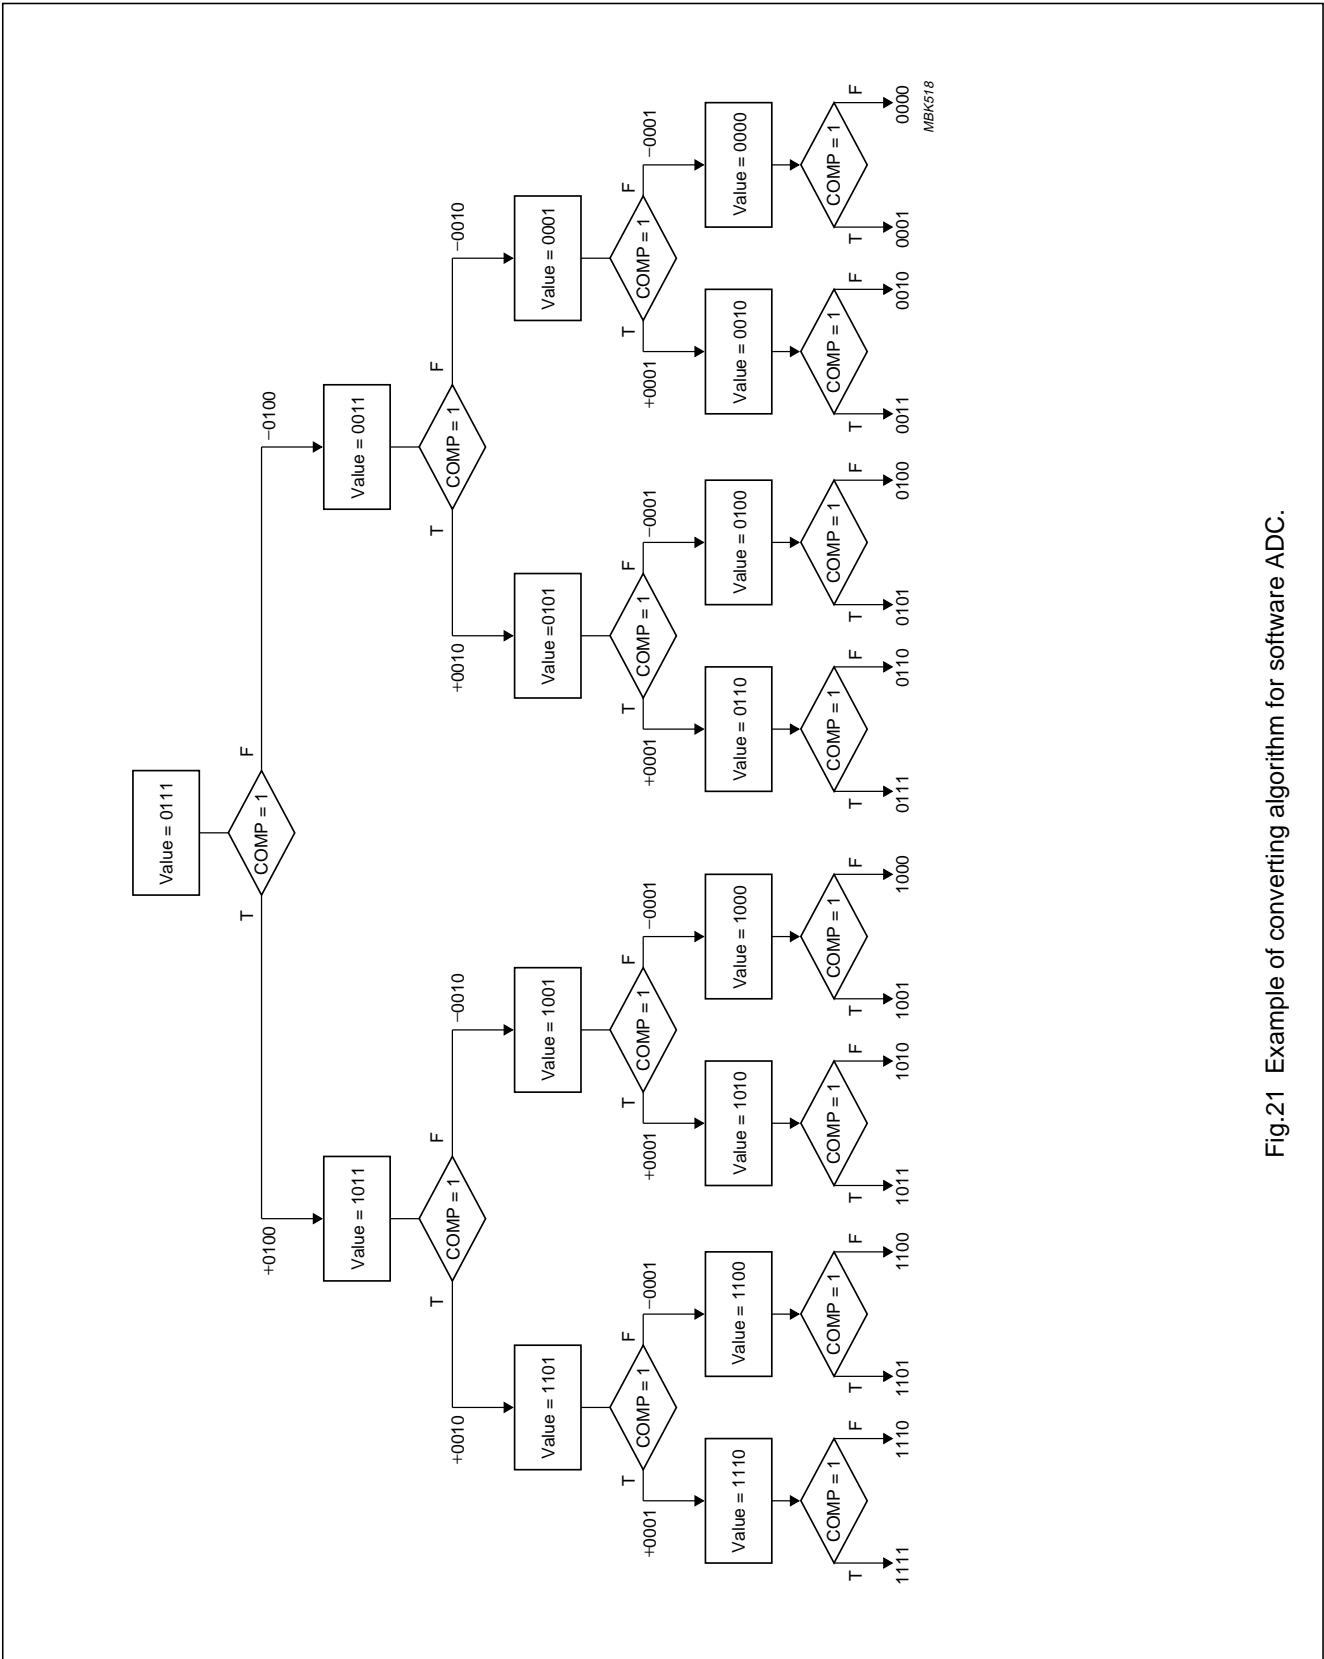 Value = 0111
COMP = 1
T
F
+0100
−0100
Value = 1011
Value = 0011
COMP = 1
COMP = 1
T
F
T
F
+0010
−0010
+0010
−0010
Value = 1101
Value = 1001
Value =0101
Value = 0001
COMP = 1
COMP = 1
COMP = 1
COMP = 1
T
F
T
F
T
F
T
F
+0001
−0001
+0001
−0001
+0001
−0001
+0001
−0001
Value = 1110
Value = 1100
Value = 1010
Value = 1000
Value = 0110
Value = 0100
Value = 0010
Value = 0000
COMP = 1
COMP = 1
COMP = 1
COMP = 1
COMP = 1
COMP = 1
COMP = 1
COMP = 1
T
F
T
F
T
F
T
F
T
F
T
F
T
F
T
F
1111
1110
1101
1100
1011
1010
1001
1000
0111
0110
0101
0100
0011
0010
0001
0000
MBK518
Fig.21 Example of converting algorithm for software ADC.